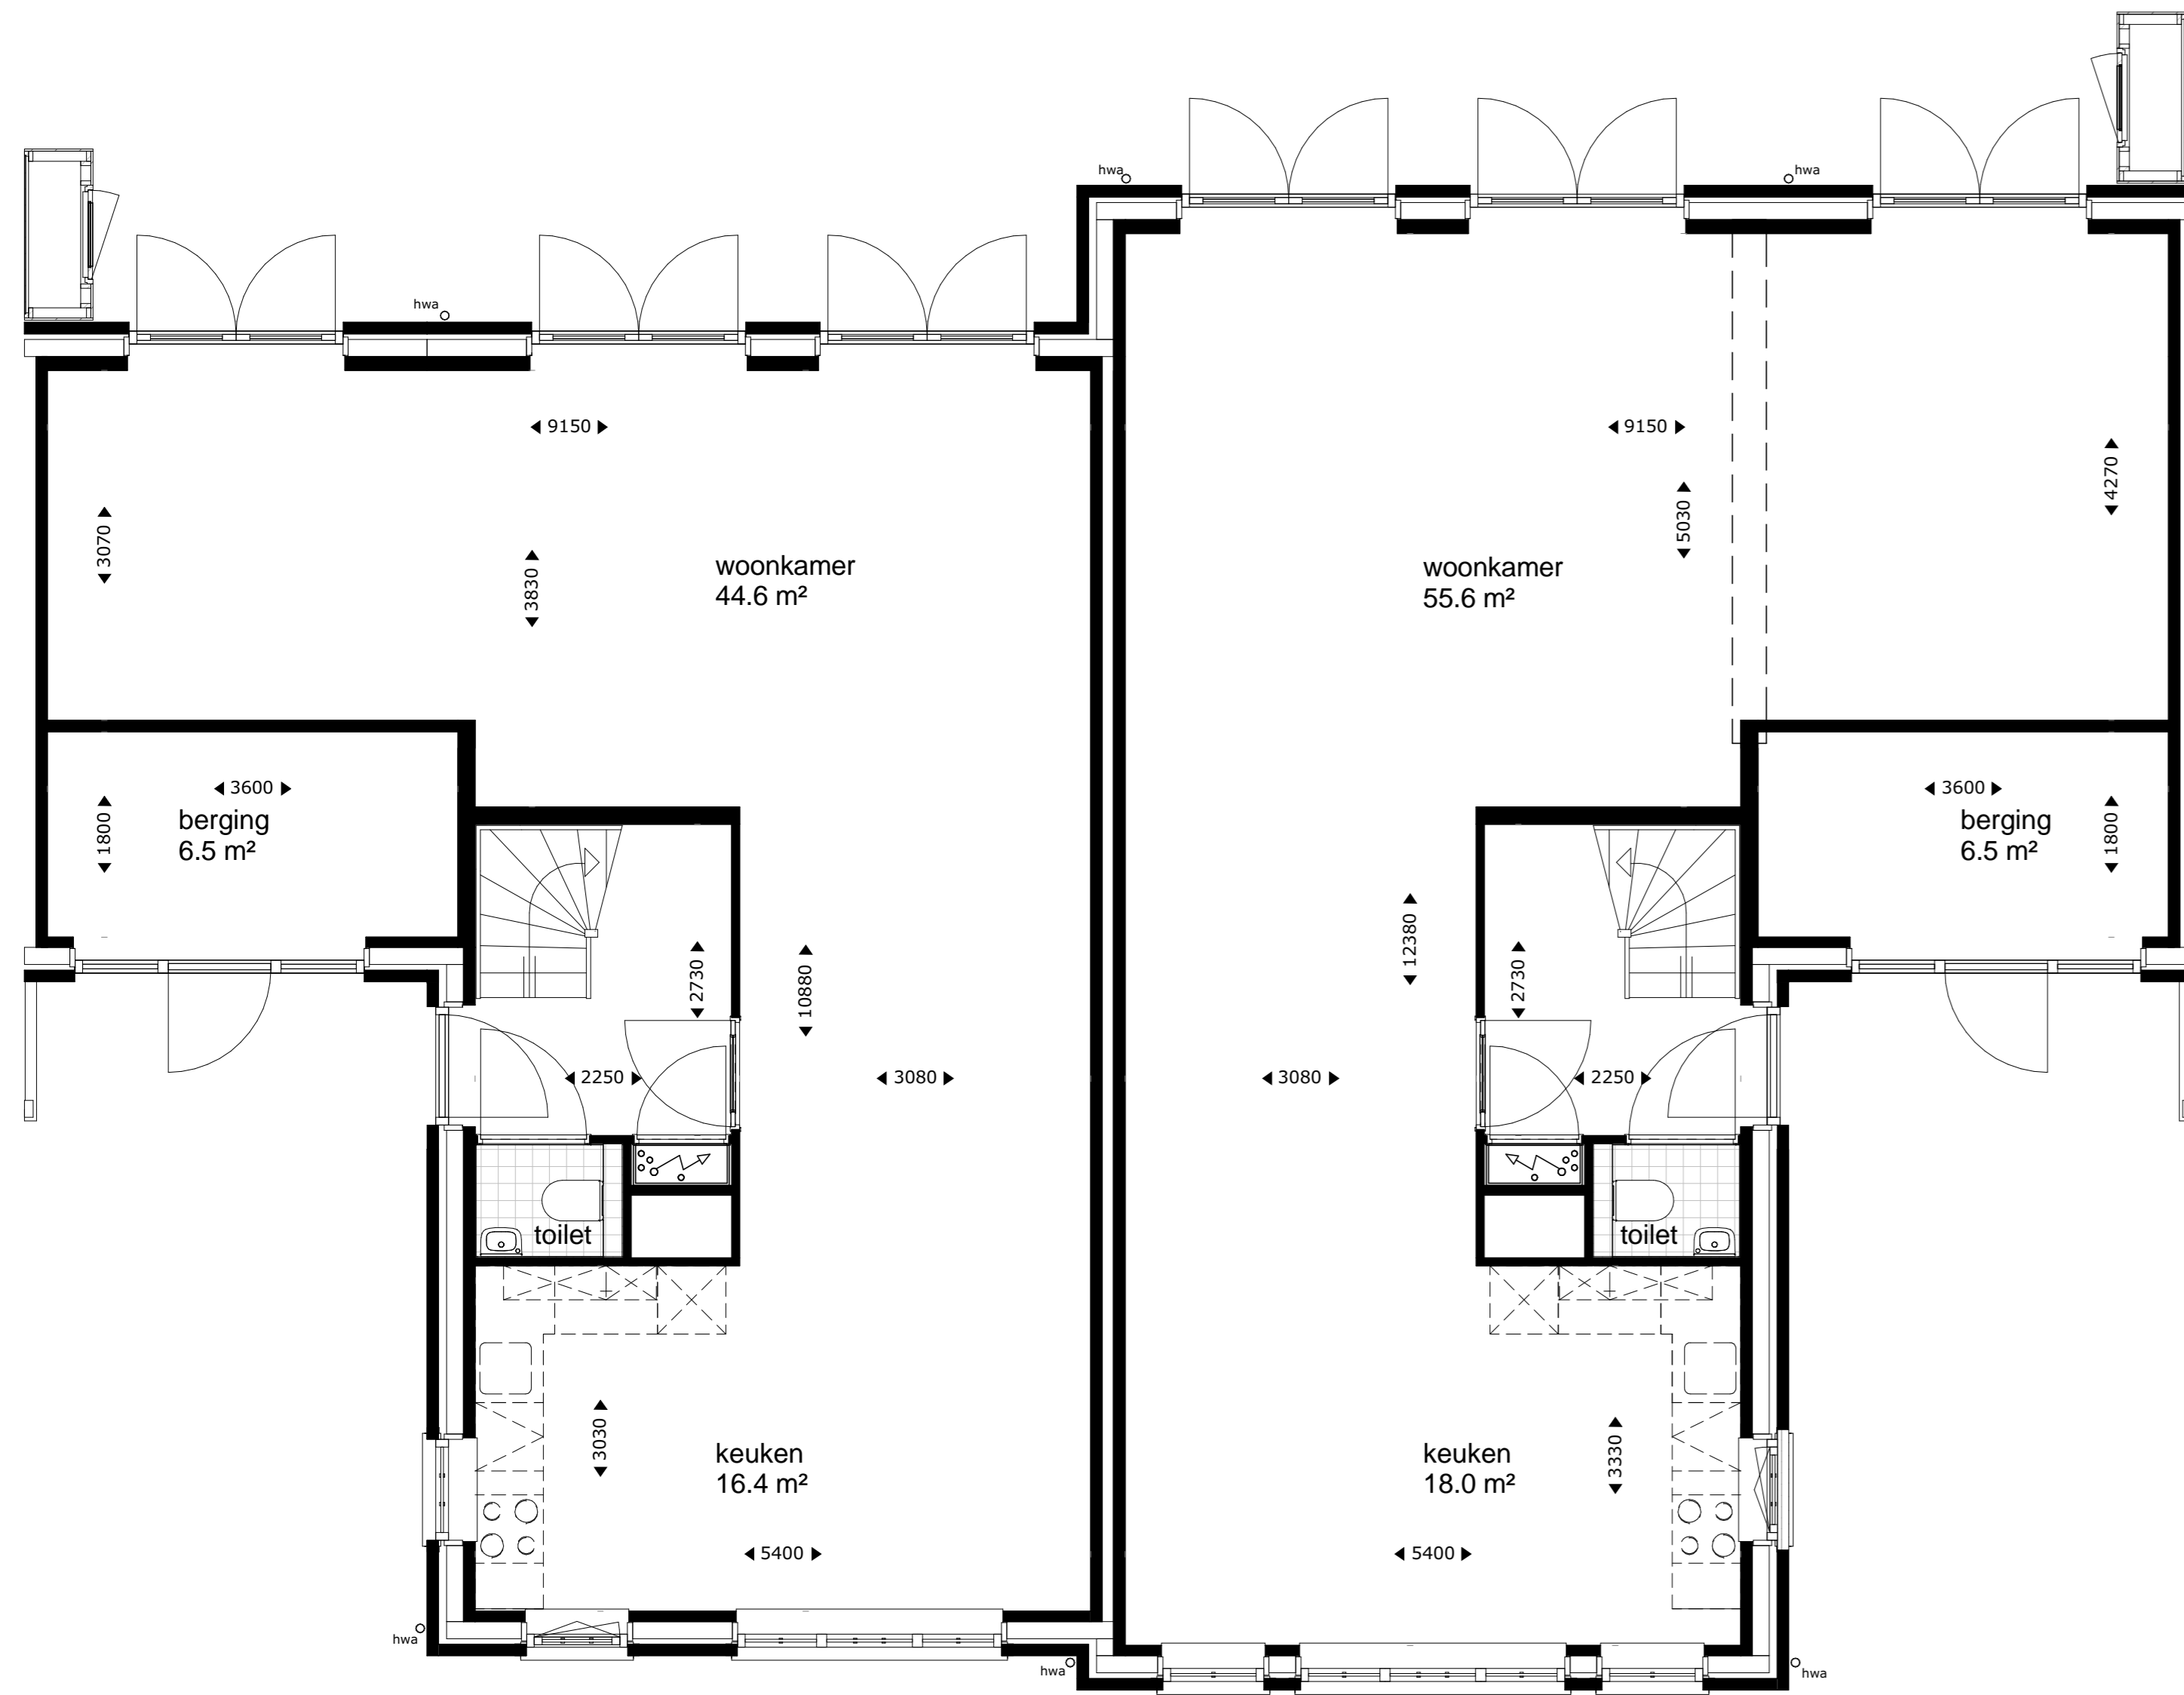 hwa
hwa
hwa
9150
9150
4270
5030
3070
3830
woonkamer
44.6 m²
woonkamer
55.6 m²
3600
3600
berging
6.5 m²
1800
berging
6.5 m²
1800
12380
2730
10880
2730
2250
3080
3080
2250
toilet
toilet
3030
keuken
16.4 m²
keuken
18.0 m²
3330
5400
5400
hwa
hwa
hwa